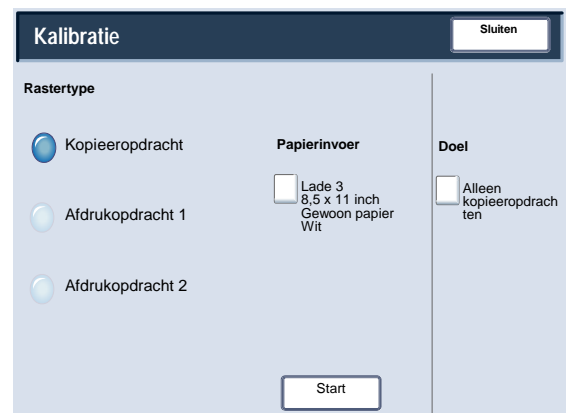 Kalibratie
Sluiten
Rastertype
Kopieeropdracht
Afdrukopdracht 1
Afdrukopdracht 2
Papierinvoer
Lade 3
8,5 x 11 inch
Gewoon papier
Wit
Doel
Alleen
kopieeropdrach
ten
Start